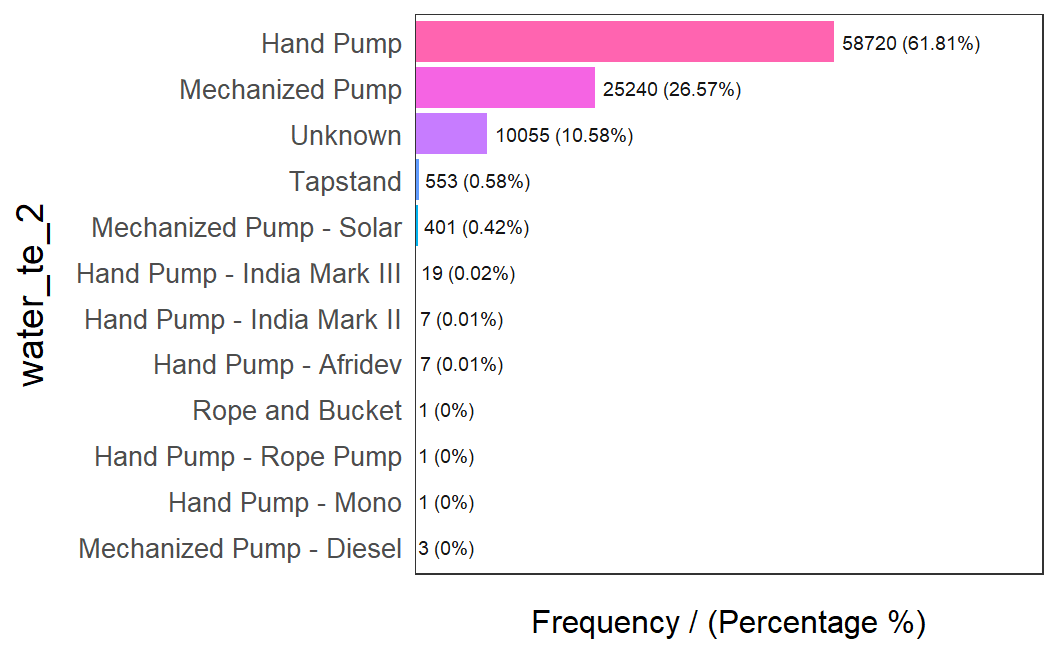 water_te_2
Hand Pump 58720 (61.81%)
Mechanized Pump 25240 (26.57%)
Unknown 10055 (10.58%)
Tapstand 553 (0.58%)
Mechanized Pump - Solar 401 (0.42%)
Hand Pump - India Mark III 19 (0.02%)
Hand Pump - India Mark II 7 (0.01%)
Hand Pump - Afridev 7 (0.01%)
Rope and Bucket 1 (0%)
Hand Pump - Rope Pump 1 (0%)
Hand Pump - Mono 1 (0%)
Mechanized Pump - Diesel 3 (0%)
Frequency / (Percentage %)